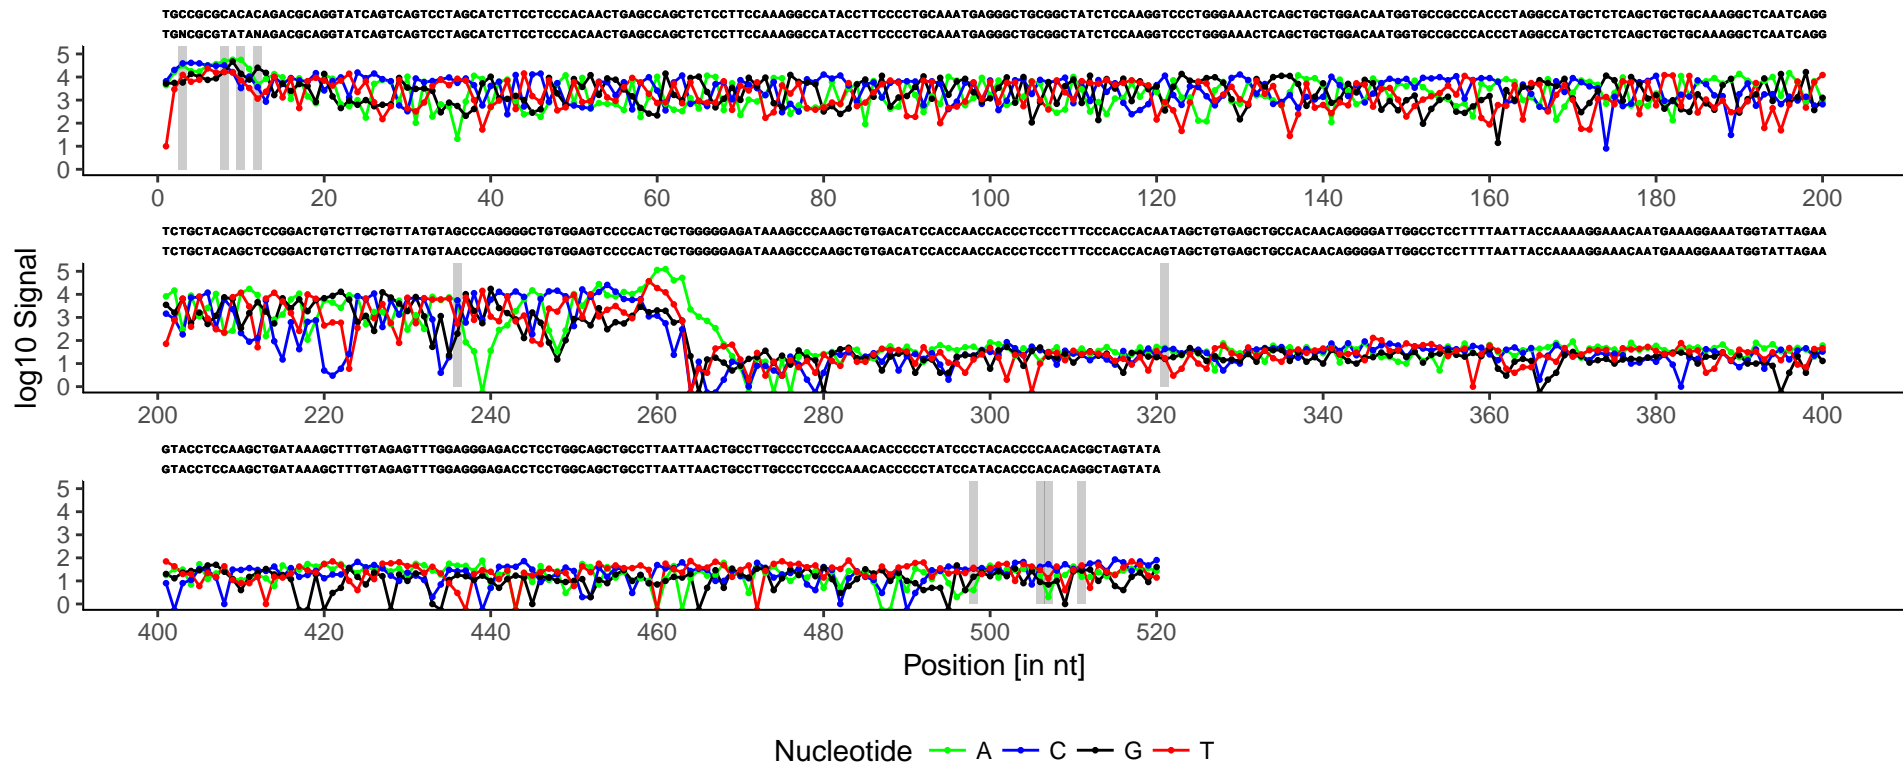 TGCCGCGCACACAGACGCAGGTATCAGTCAGTCCTAGCATCTTCCTCCCACAACTGAGCCAGCTCTCCTTCCAAAGGCCATACCTTCCCCTGCAAATGAGGGCTGCGGCTATCTCCAAGGTCCCTGGGAAACTCAGCTGCTGGACAATGGTGCCGCCCACCCTAGGCCATGCTCTCAGCTGCTGCAAAGGCTCAATCAGG
TGNCGCGTATANAGACGCAGGTATCAGTCAGTCCTAGCATCTTCCTCCCACAACTGAGCCAGCTCTCCTTCCAAAGGCCATACCTTCCCCTGCAAATGAGGGCTGCGGCTATCTCCAAGGTCCCTGGGAAACTCAGCTGCTGGACAATGGTGCCGCCCACCCTAGGCCATGCTCTCAGCTGCTGCAAAGGCTCAATCAGG
5
4
3
2
1
0
0 20 40 60 80 100 120 140 160 180 200
TCTGCTACAGCTCCGGACTGTCTTGCTGTTATGTAGCCCAGGGGCTGTGGAGTCCCCACTGCTGGGGGAGATAAAGCCCAAGCTGTGACATCCACCAACCACCCTCCCTTTCCCACCACAATAGCTGTGAGCTGCCACAACAGGGGATTGGCCTCCTTTTAATTACCAAAAGGAAACAATGAAAGGAAATGGTATTAGAA
TCTGCTACAGCTCCGGACTGTCTTGCTGTTATGTAACCCAGGGGCTGTGGAGTCCCCACTGCTGGGGGAGATAAAGCCCAAGCTGTGACATCCACCAACCACCCTCCCTTTCCCACCACAGTAGCTGTGAGCTGCCACAACAGGGGATTGGCCTCCTTTTAATTACCAAAAGGAAACAATGAAAGGAAATGGTATTAGAA
log10 Signal
5
4
3
2
1
0
200 220 240 260 280 300 320 340 360 380 400
GTACCTCCAAGCTGATAAAGCTTTGTAGAGTTTGGAGGGAGACCTCCTGGCAGCTGCCTTAATTAACTGCCTTGCCCTCCCCAAACACCCCCTATCCCTACACCCCAACACGCTAGTATA
GTACCTCCAAGCTGATAAAGCTTTGTAGAGTTTGGAGGGAGACCTCCTGGCAGCTGCCTTAATTAACTGCCTTGCCCTCCCCAAACACCCCCTATCCATACACCCACACAGGCTAGTATA
5
4
3
2
1
0
400 420 440 460 480 500 520
Position [in nt]
Nucleotide A C G T